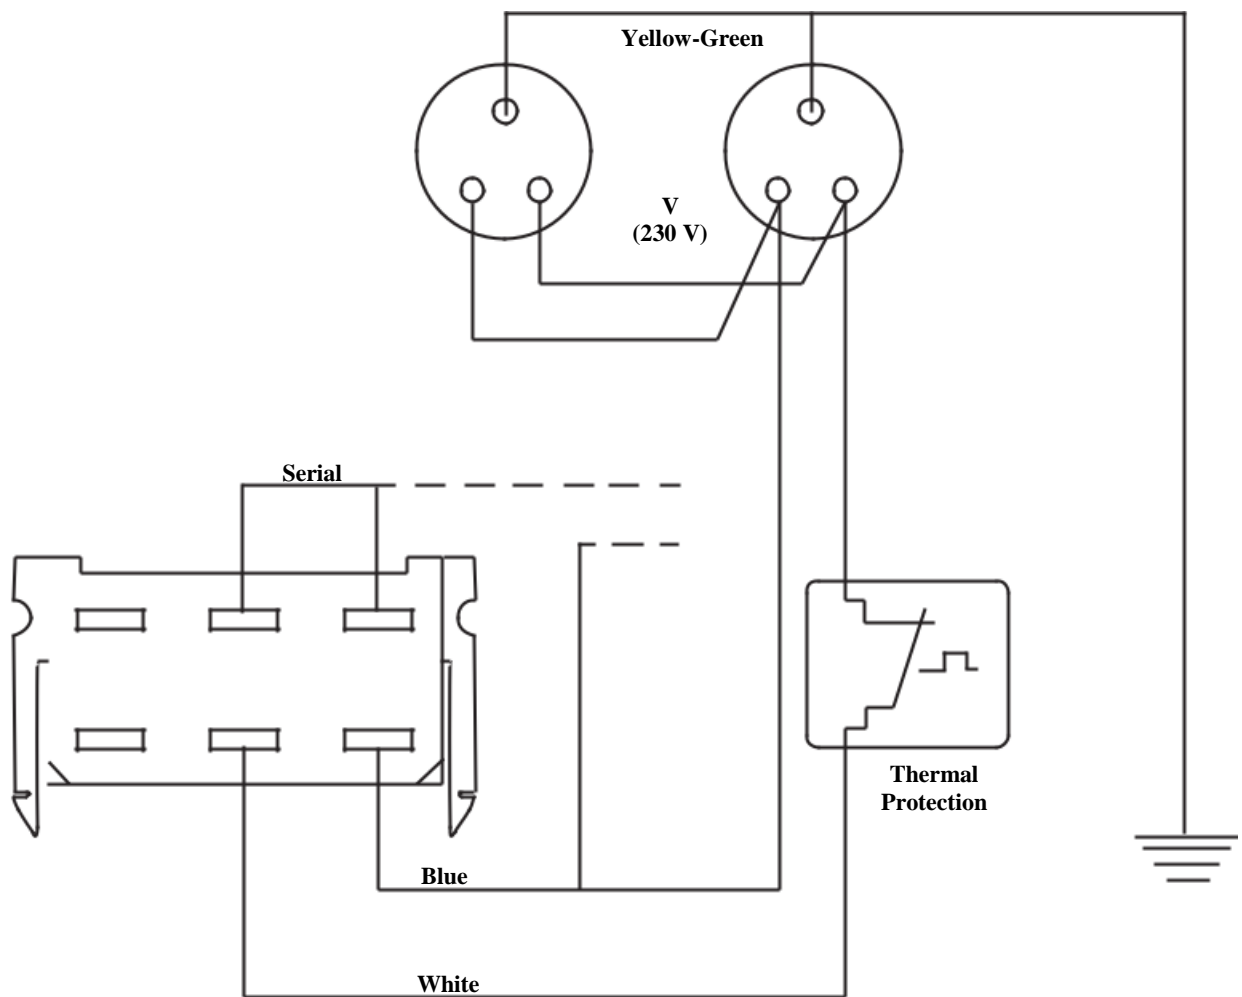 Yellow-Green
V
(230 V)
Serial
Thermal
Protection
Blue
White